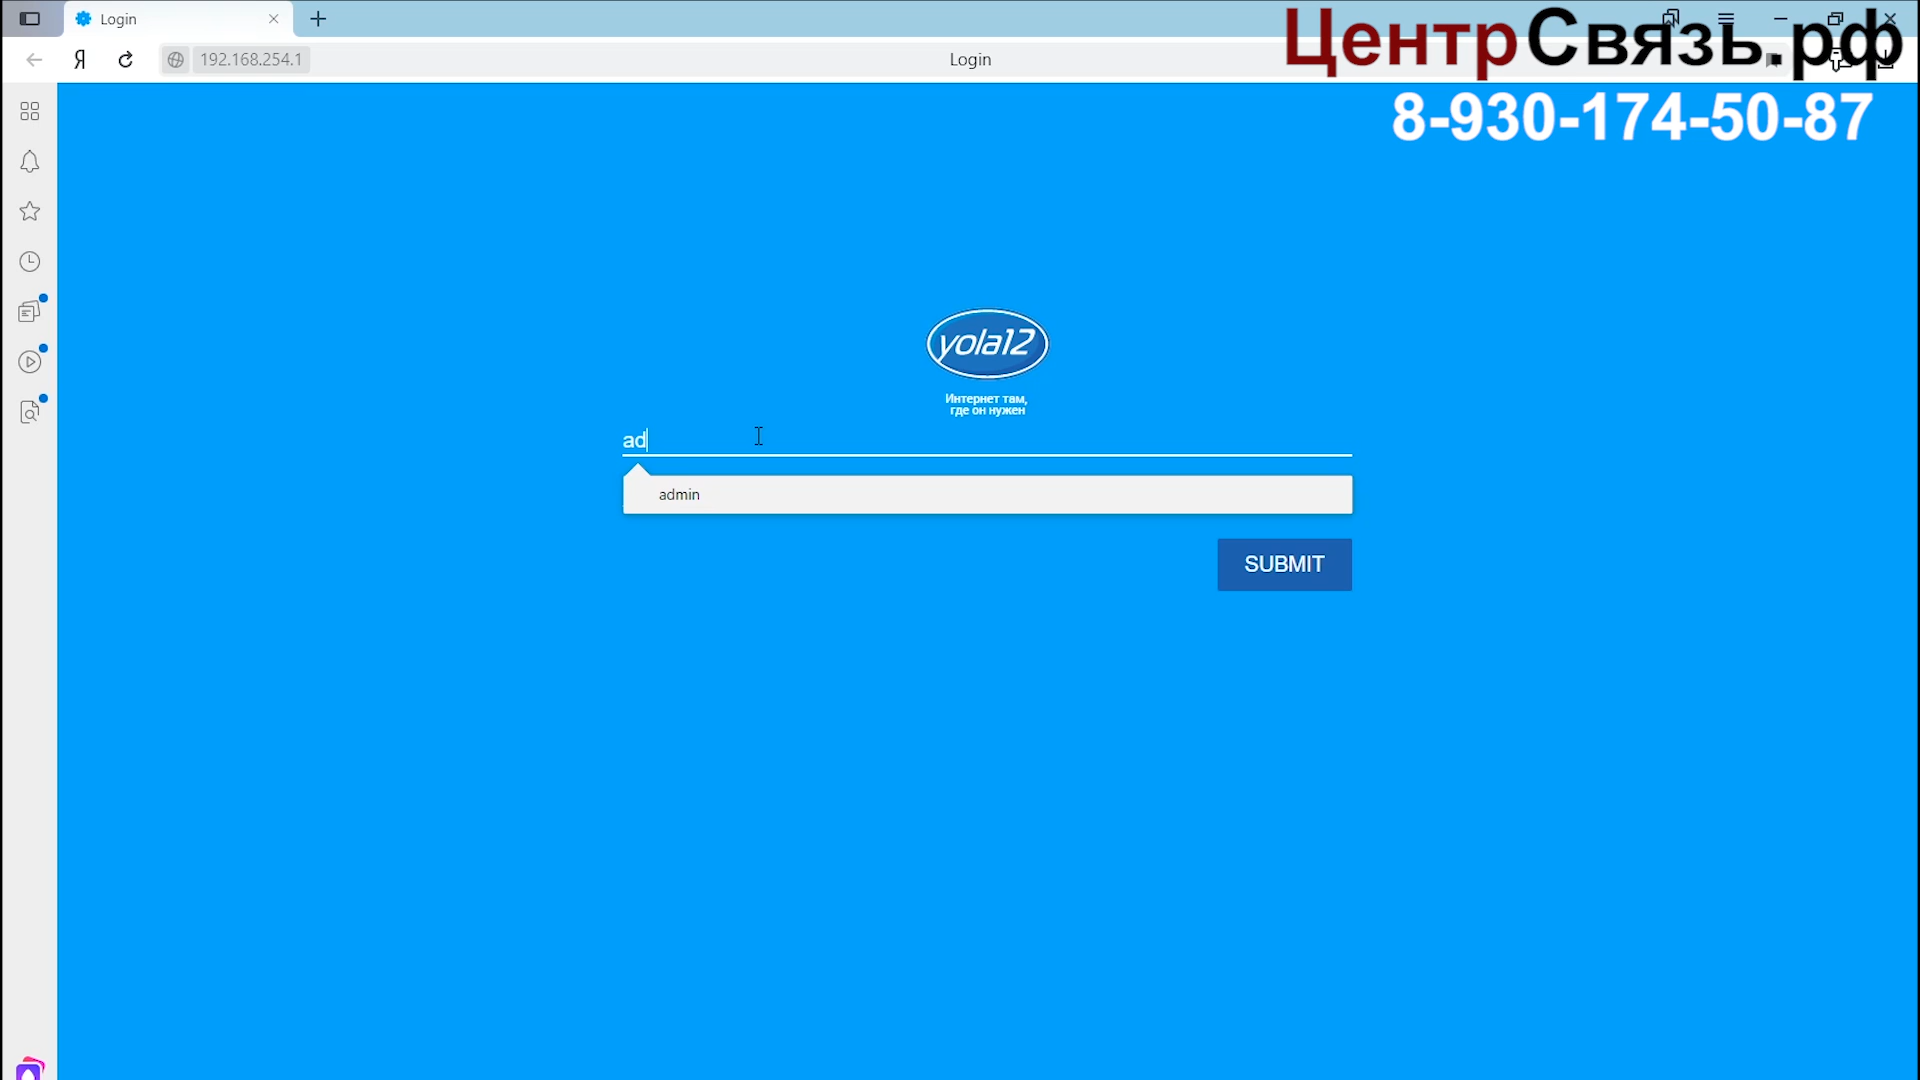 Login
192.168.254.1
Login
ЦентрСвязь.рф
8-930-174-50-87
yola12
Интернет там,
где он нужен
ad
admin
SUBMIT